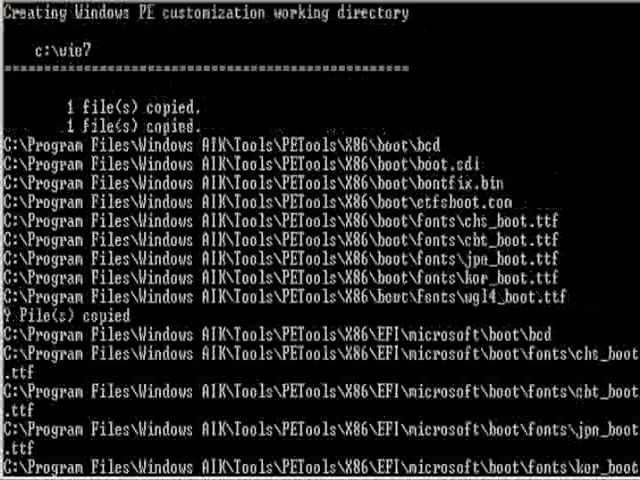 Creating Windows PE customization working directory
c:\win7
===================================================
1 file(s) copied.
1 file(s) copied.
C:\Program Files\Windows AIK\Tools\PETools\X86\boot\bcd
C:\Program Files\Windows AIK\Tools\PETools\X86\boot\boot.sdi
C:\Program Files\Windows AIK\Tools\PETools\X86\boot\bootfix.bin
C:\Program Files\Windows AIK\Tools\PETools\X86\boot\etfsboot.com
C:\Program Files\Windows AIK\Tools\PETools\X86\boot\fonts\chs_boot.ttf
C:\Program Files\Windows AIK\Tools\PETools\X86\boot\fonts\cht_boot.ttf
C:\Program Files\Windows AIK\Tools\PETools\X86\boot\fonts\jpn_boot.ttf
C:\Program Files\Windows AIK\Tools\PETools\X86\boot\fonts\kor_boot.ttf
C:\Program Files\Windows AIK\Tools\PETools\X86\boot\fonts\wgl4_boot.ttf
9 File(s) copied
C:\Program Files\Windows AIK\Tools\PETools\X86\EFI\microsoft\boot\bcd
C:\Program Files\Windows AIK\Tools\PETools\X86\EFI\microsoft\boot\fonts\chs_boot
.ttf
C:\Program Files\Windows AIK\Tools\PETools\X86\EFI\microsoft\boot\fonts\cht_boot
.ttf
C:\Program Files\Windows AIK\Tools\PETools\X86\EFI\microsoft\boot\fonts\jpn_boot
.ttf
C:\Program Files\Windows AIK\Tools\PETools\X86\EFI\microsoft\boot\fonts\kor_boot